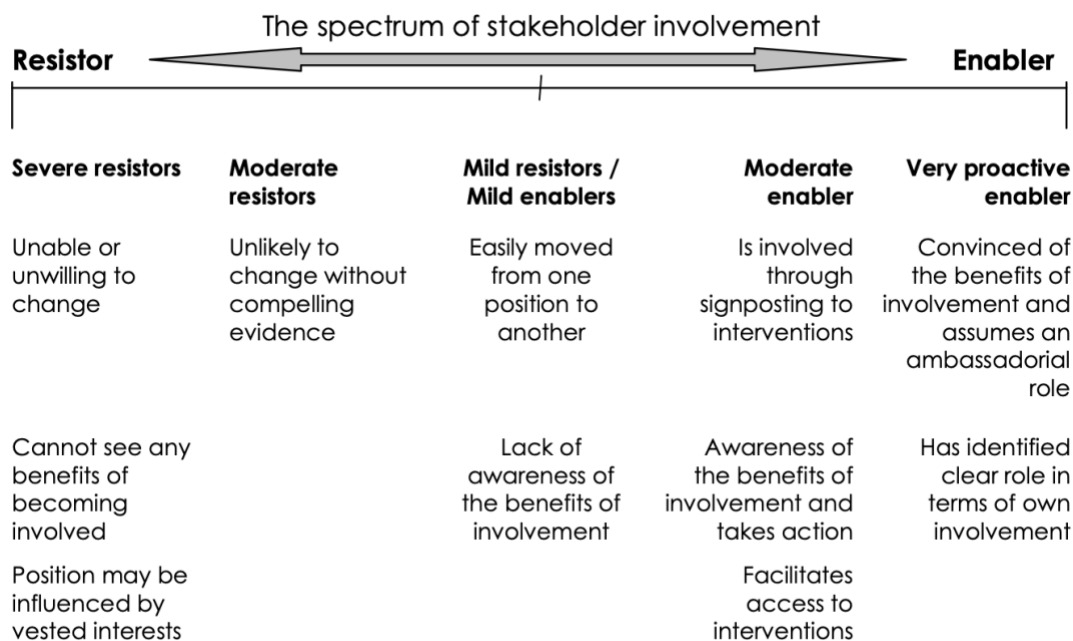 The spectrum of stakeholder involvement
Resistor
Enabler
Severe resistors
Unable or
unwilling to
change
Cannot see any
benefits of
becoming
involved
Position may be
influenced by
vested interests
Moderate
resistors
Unlikely to
change without
compelling
evidence
Mild resistors /
Mild enablers
Easily moved
from one
position to
another
Lack of
awareness of
the benefits of
involvement
Moderate
enabler
Is involved
through
signposting to
interventions
Awareness of
the benefits of
involvement and
takes action
Facilitates
access to
interventions
Very proactive
enabler
Convinced of
the benefits of
involvement and
assumes an
ambassadorial
role
Has identified
clear role in
terms of own
involvement